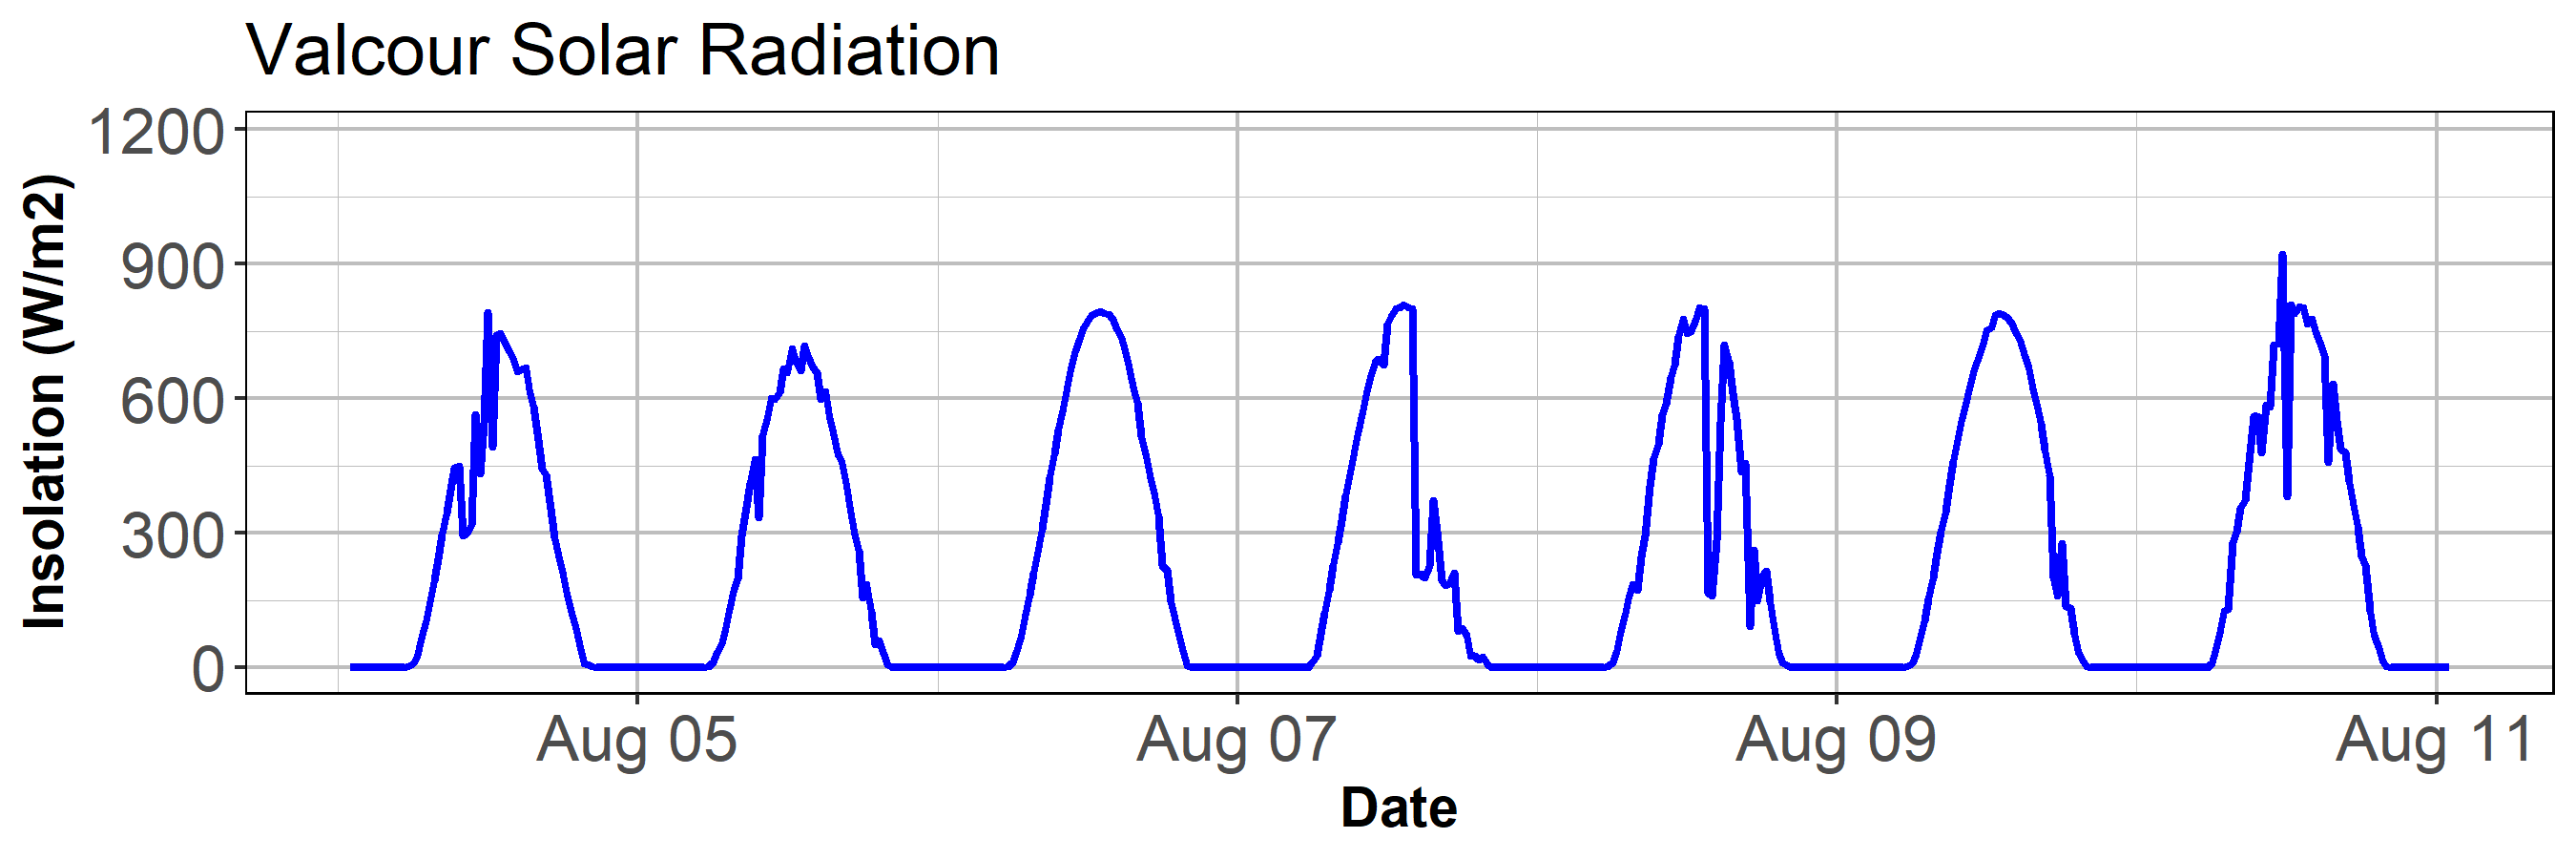 Valcour Solar Radiation
1200
900
600
300
0
Insolation (W/m2)
Aug 05 Aug 07 Aug 09 Aug 11
Date